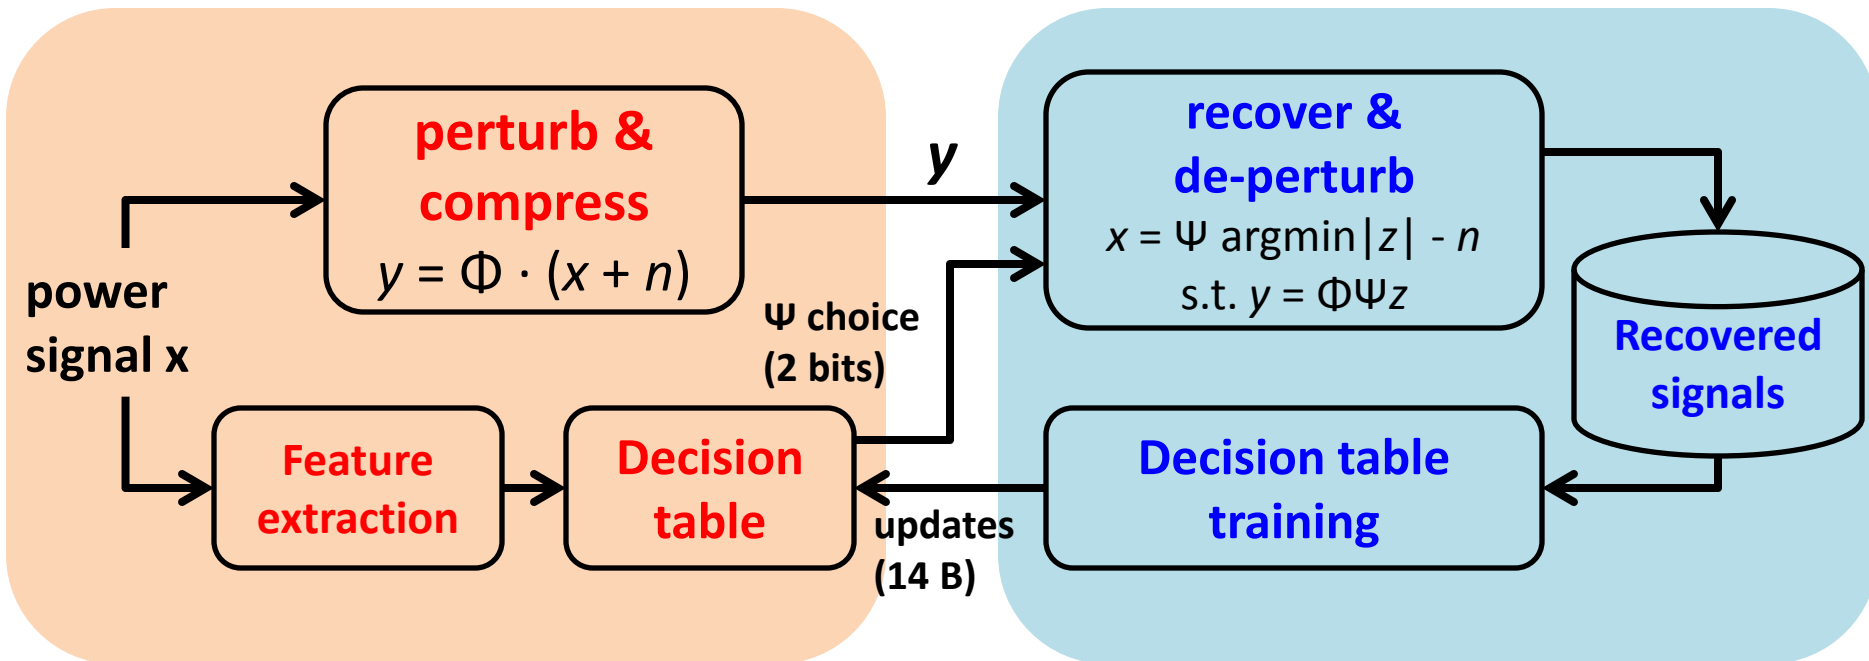 perturb &
compress
y = Φ · (x + n)
power
signal x
Feature
extraction
Decision
table
y
Ψ choice
(2 bits)
updates
(14 B)
recover &
de-perturb
x = Ψ argmin|z| - n
s.t. y = ΦΨz
Recovered
signals
Decision table
training